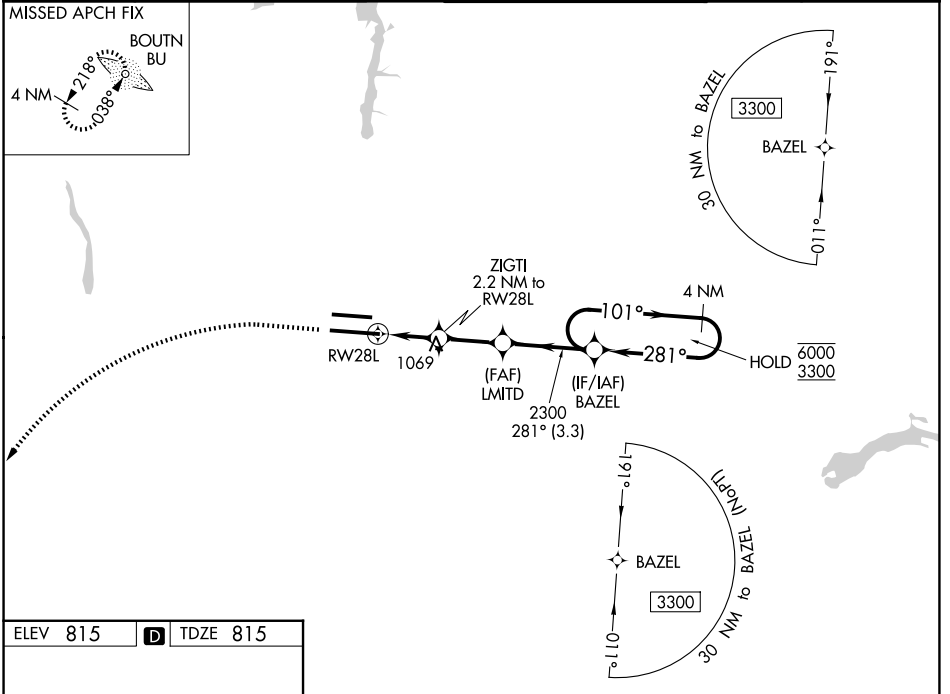 MISSED APCH FIX
BOUTN
BU
218°
038°
4 NM
30 NM to BAZEL
3300
191°
BAZEL
011°
ZIGTI
2.2 NM to
RW28L
4 NM
101°
281°
HOLD
6000
3300
RW28L
1069
(FAF)
LMITD
(IF/IAF)
BAZEL
2300
281° (3.3)
191°
BAZEL
3300
011°
30 NM to BAZEL (NoPT)
ELEV 815
D
TDZE 815